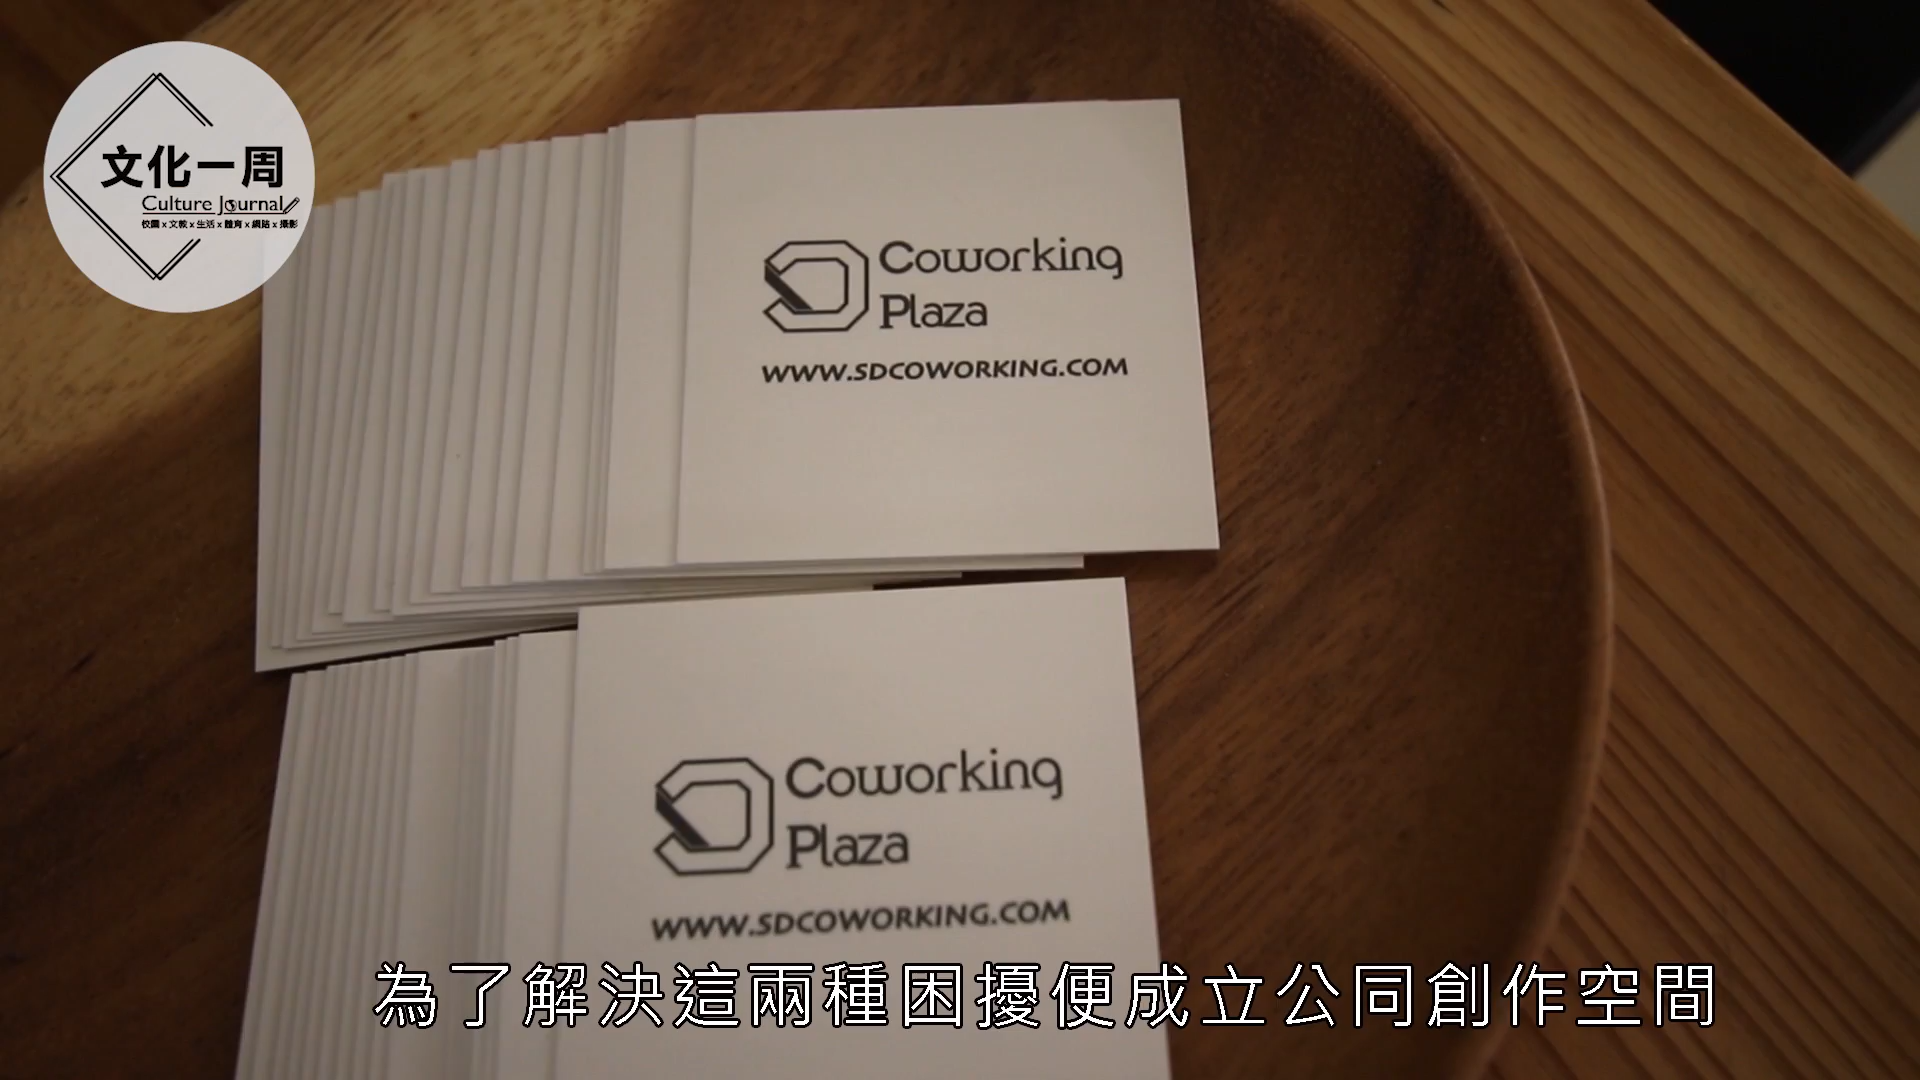 文化一周
Culture Journal
校園 x 文教 x 生活 x 體育 x 網路 x 攝影
Coworking
Plaza
WWW.SDCOWORKING.COM
Coworking
Plaza
WWW.SDCOWORKING.COM
為了解決這兩種困擾便成立公同創作空間